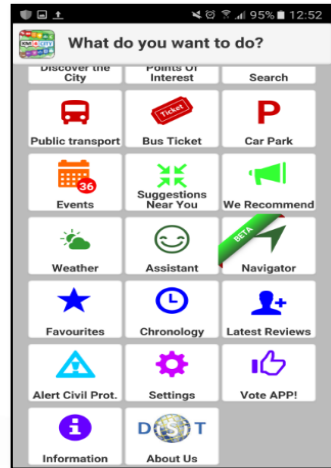 95% 12:52
What do you want to do?
Discover the City
Points Of Interest
Search
Public transport
Ticket
Bus Ticket
P
Car Park
36
Events
Suggestions Near You
We Recommend
Weather
Assistant
BETA
Navigator
Favourites
Chronology
Latest Reviews
Alert Civil Prot.
Settings
Vote APP!
i
Information
DSIT
About Us